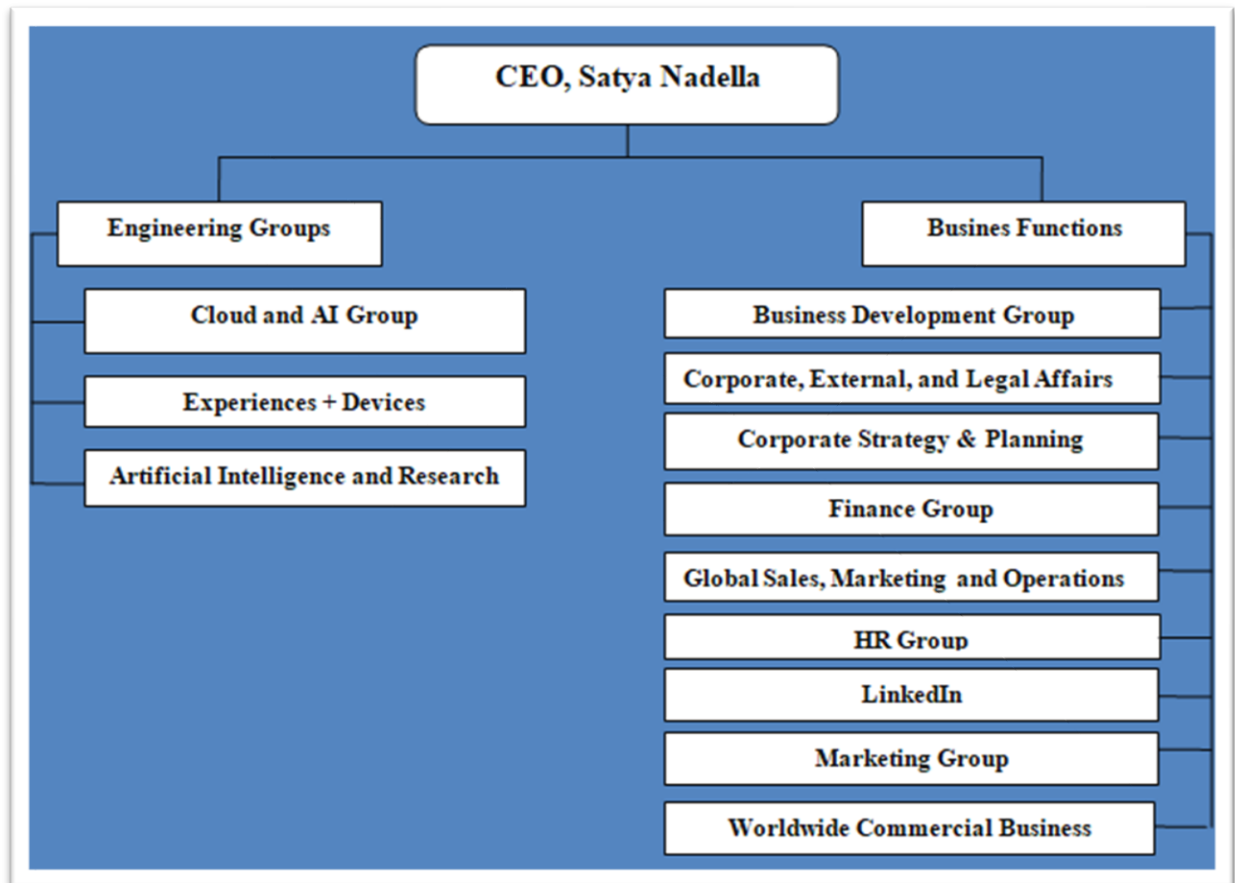 CEO, Satya Nadella
Engineering Groups
Cloud and AI Group
Experiences + Devices
Artificial Intelligence and Research
Busines Functions
Business Development Group
Corporate, External, and Legal Affairs
Corporate Strategy & Planning
Finance Group
Global Sales, Marketing and Operations
HR Group
LinkedIn
Marketing Group
Worldwide Commercial Business